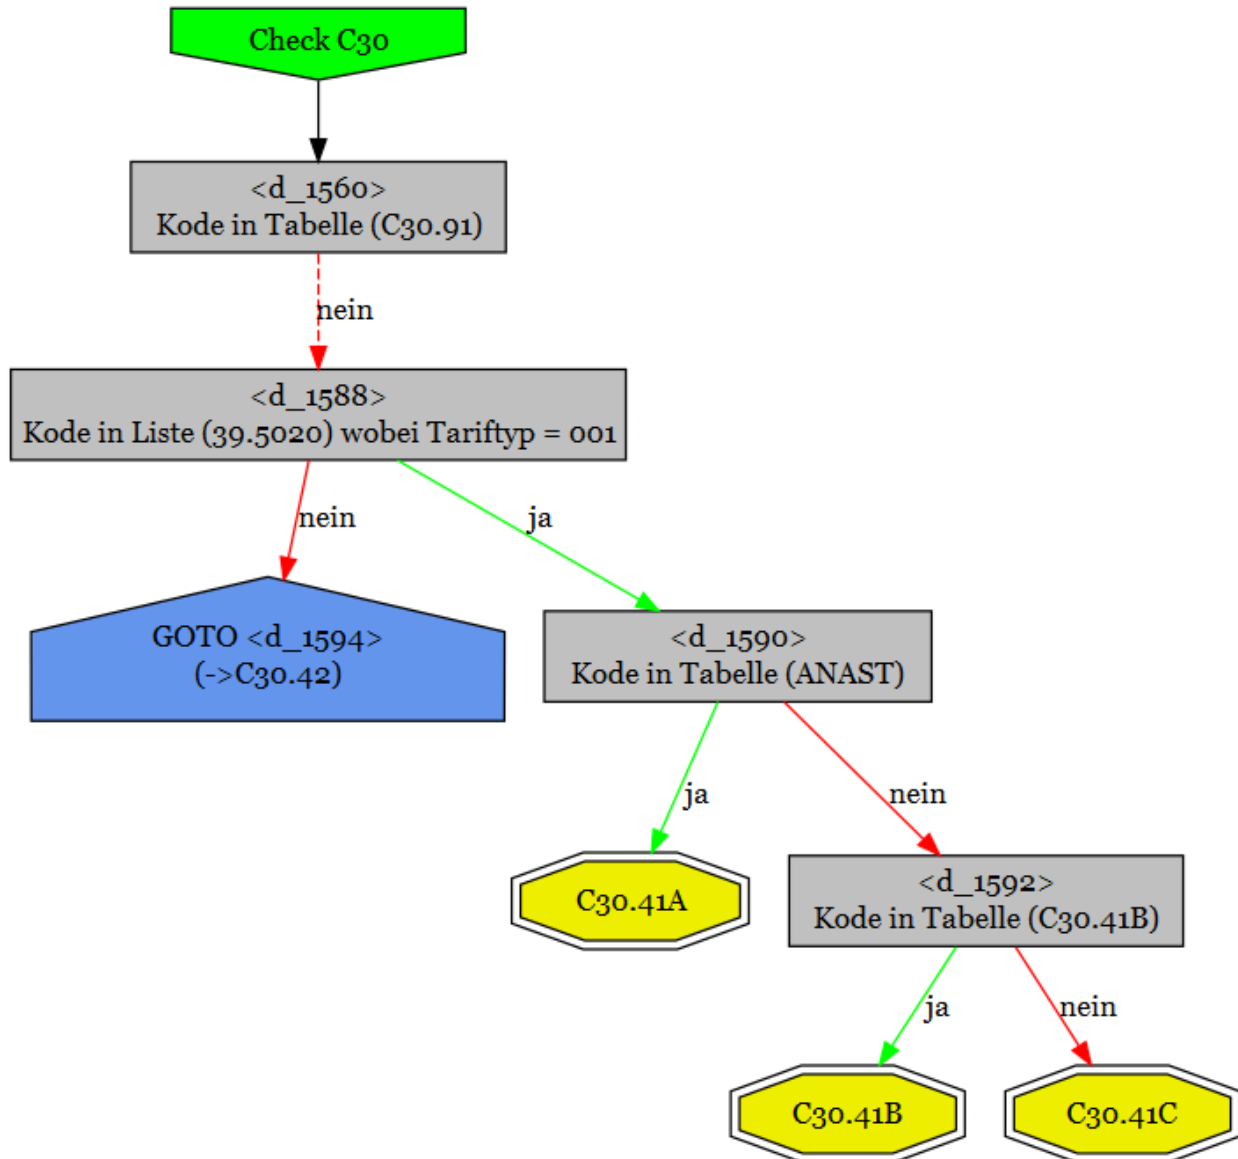 Check C30
<d_1560>
Kode in Tabelle (C30.91)
nein
<d_1588>
Kode in Liste (39.5020) wobei Tariftyp = 001
nein
ja
GOTO <d_1594>
(->C30.42)
<d_1590>
Kode in Tabelle (ANAST)
ja
nein
C30.41A
<d_1592>
Kode in Tabelle (C30.41B)
ja
nein
C30.41B
C30.41C